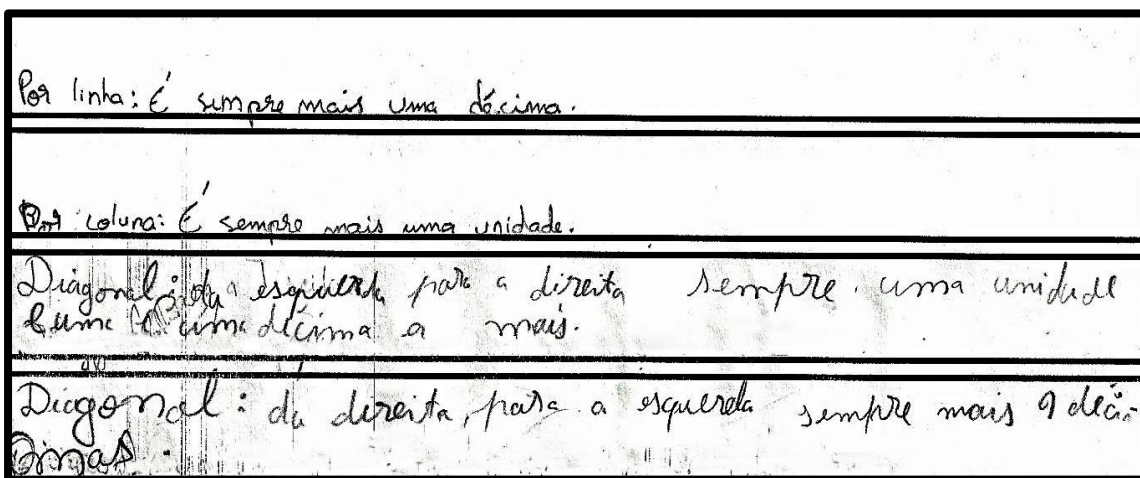 Por linha: É sempre mais uma décima.
Por coluna: É sempre mais uma unidade.
Diagonal: da esquerda para a direita sempre uma unidade
e uma décima a mais.
Diagonal: da direita, para a esquerda sempre mais 9 déci-
mas